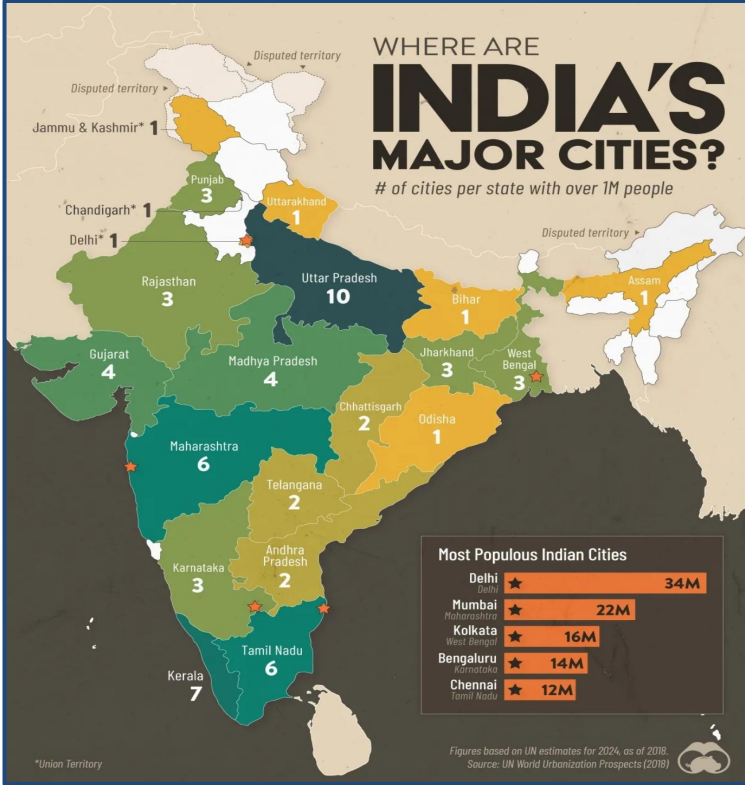 WHERE ARE
INDIA'S
MAJOR CITIES?
# of cities per state with over 1M people
Disputed territory
Disputed territory
Jammu & Kashmir* 1
Punjab
3
Chandigarh* 1
Uttarakhand
1
Delhi* 1
Disputed territory
Rajasthan
3
Uttar Pradesh
10
Bihar
1
Assam
1
Gujarat
4
Madhya Pradesh
4
Jharkhand
3
West
Bengal
3
Chhattisgarh
2
Odisha
1
Maharashtra
6
Telangana
2
Andhra
Pradesh
2
Karnataka
3
Tamil Nadu
6
Kerala
7
Most Populous Indian Cities
Delhi
Delhi
34M
Mumbai
Maharashtra
22M
Kolkata
West Bengal
16M
Bengaluru
Karnataka
14M
Chennai
Tamil Nadu
12M
*Union Territory
Figures based on UN estimates for 2024, as of 2018.
Source: UN World Urbanization Prospects (2018)